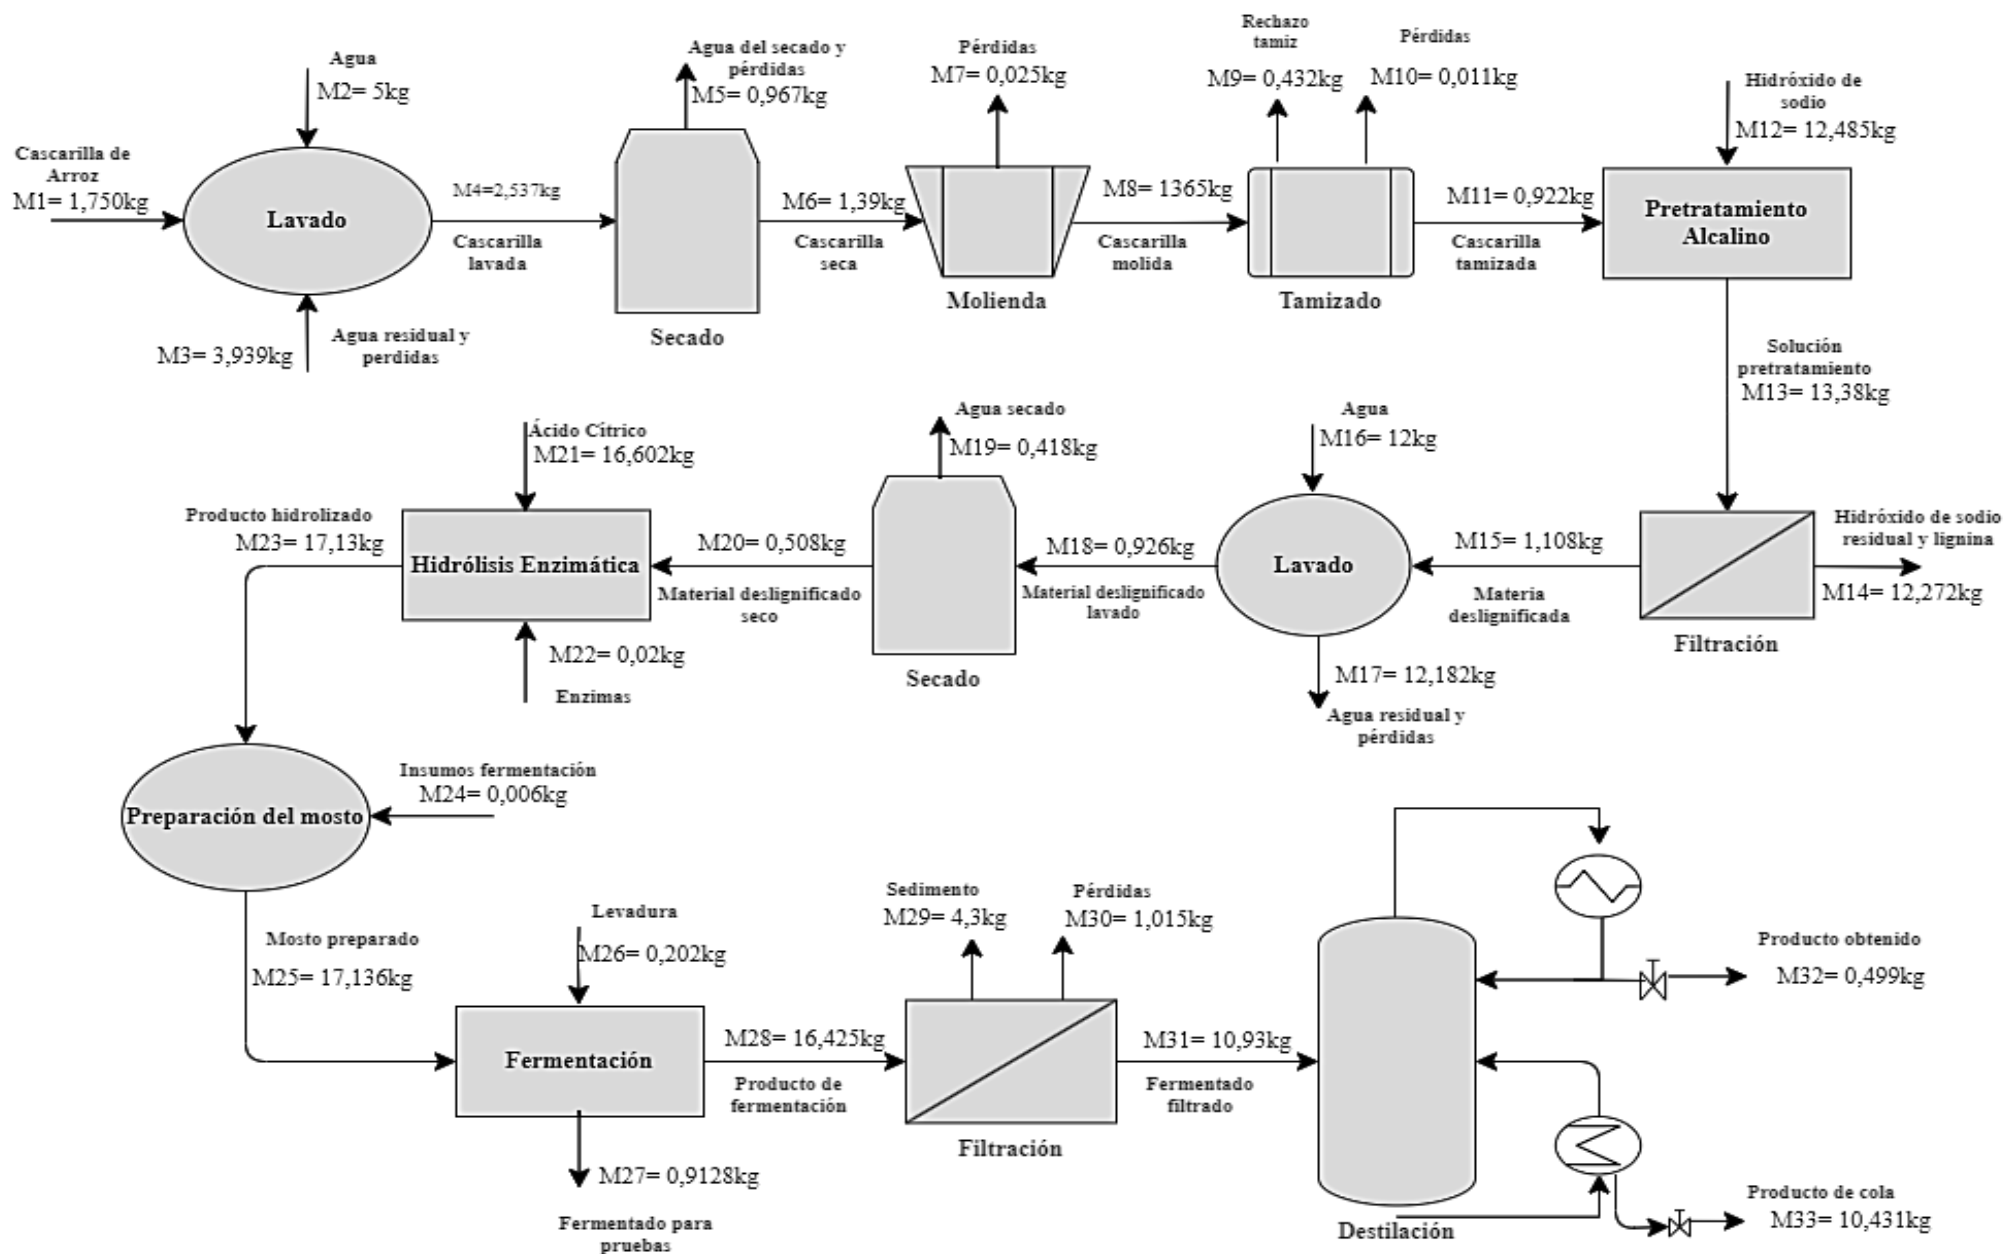 Cascarilla de
Arroz
M1= 1,750kg
Agua
M2= 5kg
Lavado
M3= 3,939kg
Agua residual y
perdidas
M4=2,537kg
Cascarilla
lavada
Agua del secado y
pérdidas
M5= 0,967kg
Secado
M6= 1,39kg
Cascarilla
seca
Pérdidas
M7= 0,025kg
Molienda
M8= 1365kg
Cascarilla
molida
Rechazo
tamiz
M9= 0,432kg
Pérdidas
M10= 0,011kg
Tamizado
M11= 0,922kg
Cascarilla
tamizada
Hidróxido de
sodio
M12= 12,485kg
Pretratamiento
Alcalino
Solución
pretratamiento
M13= 13,38kg
Hidróxido de sodio
residual y lignina
M14= 12,272kg
Filtración
M15= 1,108kg
Materia
deslignificada
Agua
M16= 12kg
Lavado
M17= 12,182kg
Agua residual y
pérdidas
M18= 0,926kg
Material deslignificado
lavado
Agua secado
M19= 0,418kg
Secado
M20= 0,508kg
Material deslignificado
seco
Ácido Cítrico
M21= 16,602kg
Hidrólisis Enzimática
M22= 0,02kg
Enzimas
Producto hidrolizado
M23= 17,13kg
Insumos fermentación
M24= 0,006kg
Preparación del mosto
Mosto preparado
M25= 17,136kg
Levadura
M26= 0,202kg
Fermentación
M27= 0,9128kg
Fermentado para
pruebas
M28= 16,425kg
Producto de
fermentación
Sedimento
M29= 4,3kg
Pérdidas
M30= 1,015kg
Filtración
M31= 10,93kg
Fermentado
filtrado
Destilación
Producto obtenido
M32= 0,499kg
Producto de cola
M33= 10,431kg